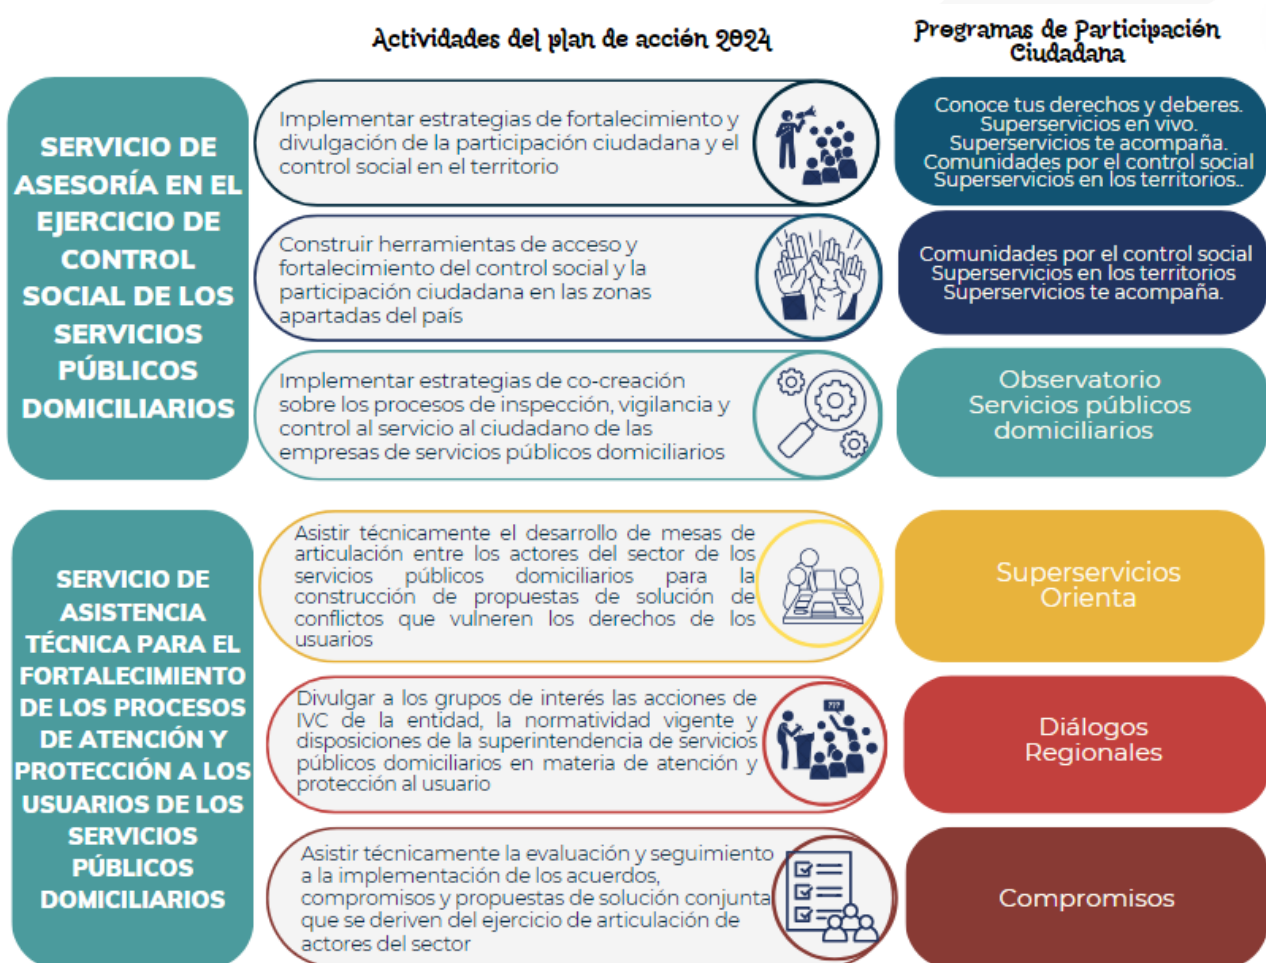 Actividades del plan de acción 2024
Programas de Participación
Ciudadana
SERVICIO DE
ASESORÍA EN EL
EJERCICIO DE
CONTROL
SOCIAL DE LOS
SERVICIOS
PÚBLICOS
DOMICILIARIOS
Implementar estrategias de fortalecimiento y
divulgación de la participación ciudadana y el
control social en el territorio
Conoce tus derechos y deberes.
Superservicios en vivo.
Superservicios te acompaña.
Comunidades por el control social
Superservicios en los territorios..
Construir herramientas de acceso y
fortalecimiento del control social y la
participación ciudadana en las zonas
apartadas del país
Comunidades por el control social
Superservicios en los territorios
Superservicios te acompaña.
Implementar estrategias de co-creación
sobre los procesos de inspección, vigilancia y
control al servicio al ciudadano de las
empresas de servicios públicos domiciliarios
Observatorio
Servicios públicos
domiciliarios
SERVICIO DE
ASISTENCIA
TÉCNICA PARA EL
FORTALECIMIENTO
DE LOS PROCESOS
DE ATENCIÓN Y
PROTECCIÓN A LOS
USUARIOS DE LOS
SERVICIOS
PÚBLICOS
DOMICILIARIOS
Asistir técnicamente el desarrollo de mesas de
articulación entre los actores del sector de los
servicios públicos domiciliarios para la
construcción de propuestas de solución de
conflictos que vulneren los derechos de los
usuarios
Superservicios
Orienta
Divulgar a los grupos de interés las acciones de
IVC de la entidad, la normatividad vigente y
disposiciones de la superintendencia de servicios
públicos domiciliarios en materia de atención y
protección al usuario
???
Diálogos
Regionales
Asistir técnicamente la evaluación y seguimiento
a la implementación de los acuerdos,
compromisos y propuestas de solución conjunta
que se deriven del ejercicio de articulación de
actores del sector
Compromisos